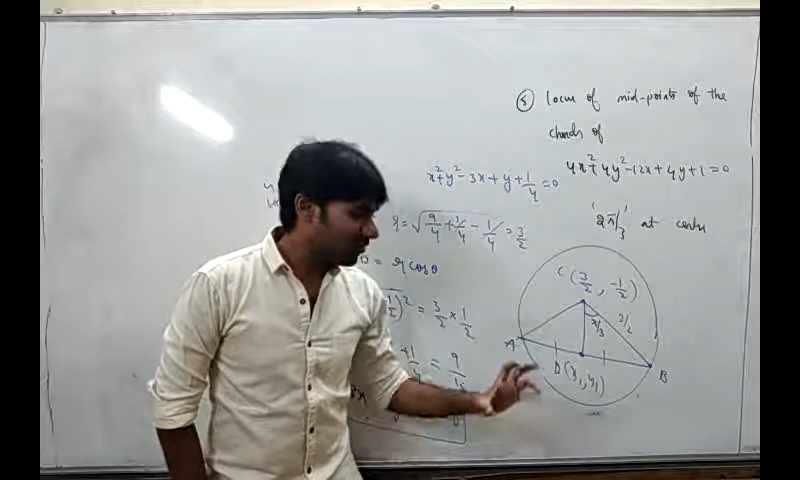 ⑤ Locus of mid-points of the
chords of
4x²+4y²-12x+4y+1=0
'2π/3' at centre
x²+y²-3x+y+1/4=0
r=√(9/4+1/4-1/4)=3/2
= r cosθ
)² = 3/2 × 1/2
= 9
C(3/2, -1/2)
π/3
3/2
A
B
D(x₁,y₁)